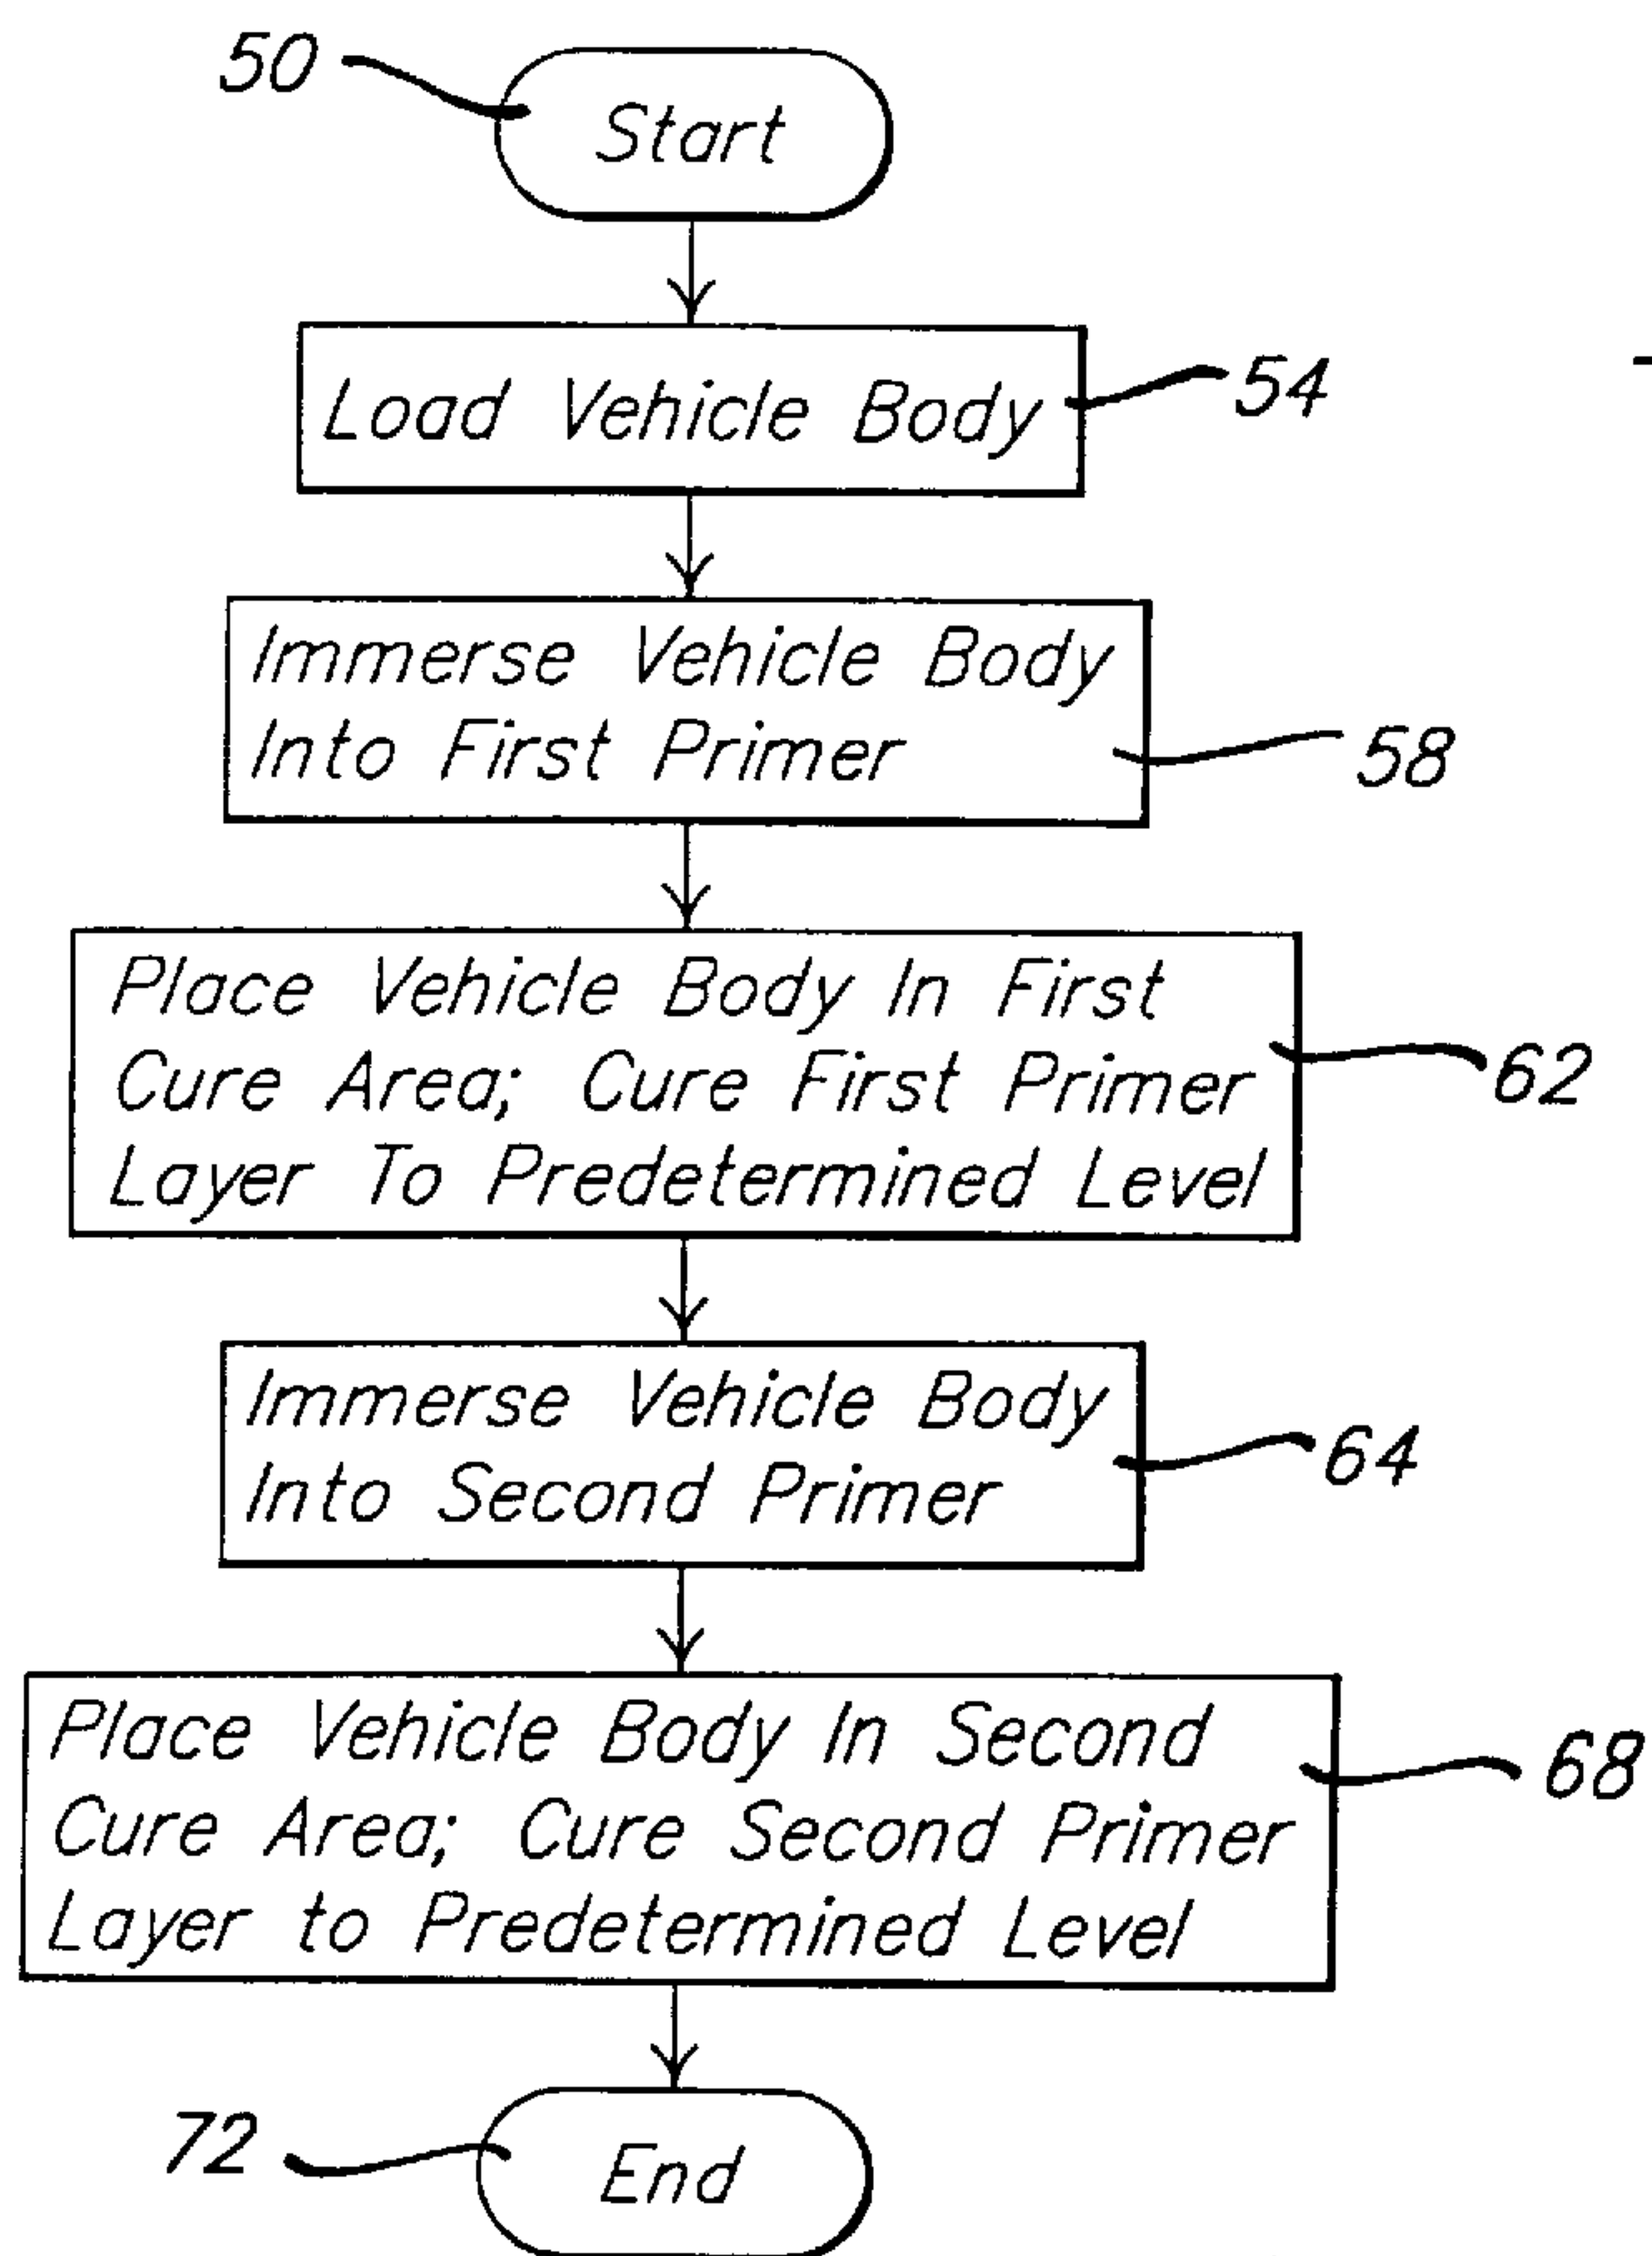 50
Start
Load Vehicle Body
54
Immerse Vehicle Body
Into First Primer
58
Place Vehicle Body In First
Cure Area; Cure First Primer
Layer To Predetermined Level
62
Immerse Vehicle Body
Into Second Primer
64
Place Vehicle Body In Second
Cure Area; Cure Second Primer
Layer to Predetermined Level
68
72
End